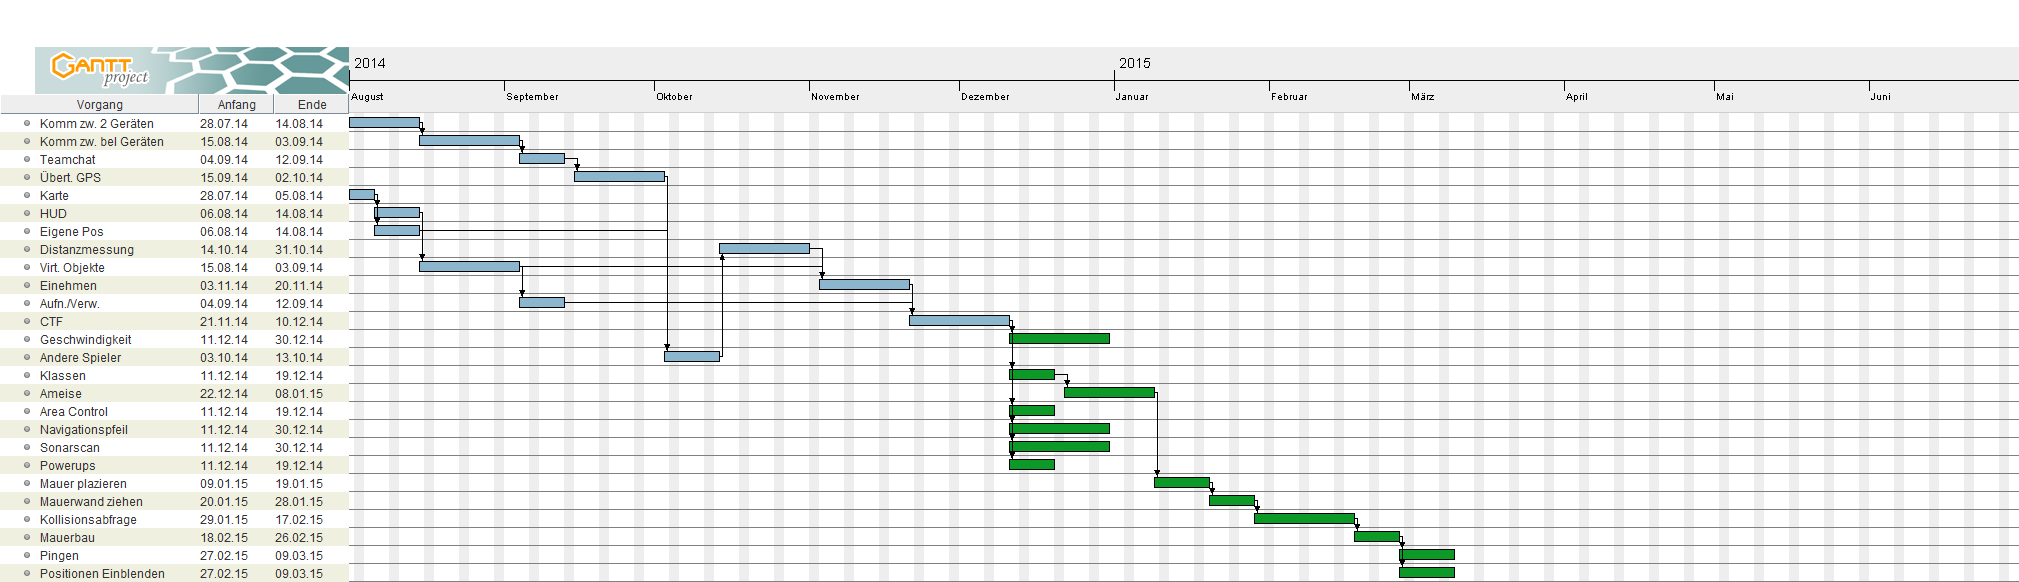 GANTT
project
2014
2015
August September Oktober November Dezember Januar Februar März April Mai Juni
Vorgang Anfang Ende
Komm zw. 2 Geräten 28.07.14 14.08.14
Komm zw. bel Geräten 15.08.14 03.09.14
Teamchat 04.09.14 12.09.14
Übert. GPS 15.09.14 02.10.14
Karte 28.07.14 05.08.14
HUD 06.08.14 14.08.14
Eigene Pos 06.08.14 14.08.14
Distanzmessung 14.10.14 31.10.14
Virt. Objekte 15.08.14 03.09.14
Einehmen 03.11.14 20.11.14
Aufn./Verw. 04.09.14 12.09.14
CTF 21.11.14 10.12.14
Geschwindigkeit 11.12.14 30.12.14
Andere Spieler 03.10.14 13.10.14
Klassen 11.12.14 19.12.14
Ameise 22.12.14 08.01.15
Area Control 11.12.14 19.12.14
Navigationspfeil 11.12.14 30.12.14
Sonarscan 11.12.14 30.12.14
Powerups 11.12.14 19.12.14
Mauer plazieren 09.01.15 19.01.15
Mauerwand ziehen 20.01.15 28.01.15
Kollisionsabfrage 29.01.15 17.02.15
Mauerbau 18.02.15 26.02.15
Pingen 27.02.15 09.03.15
Positionen Einblenden 27.02.15 09.03.15